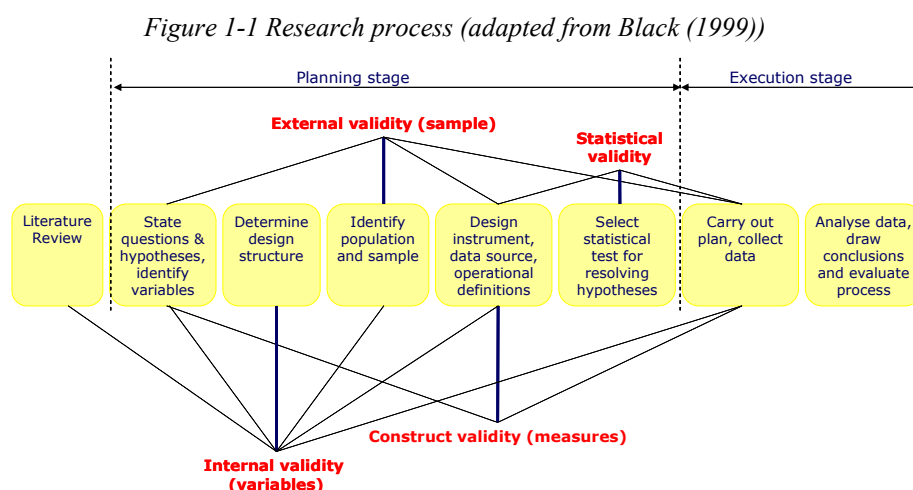 Figure 1-1 Research process (adapted from Black (1999))
Planning stage
Execution stage
External validity (sample)
Statistical
validity
Literature
Review
State
questions &
hypotheses,
identify
variables
Determine
design
structure
Identify
population
and sample
Design
instrument,
data source,
operational
definitions
Select
statistical
test for
resolving
hypotheses
Carry out
plan, collect
data
Analyse data,
draw
conclusions
and evaluate
process
Construct validity (measures)
Internal validity
(variables)